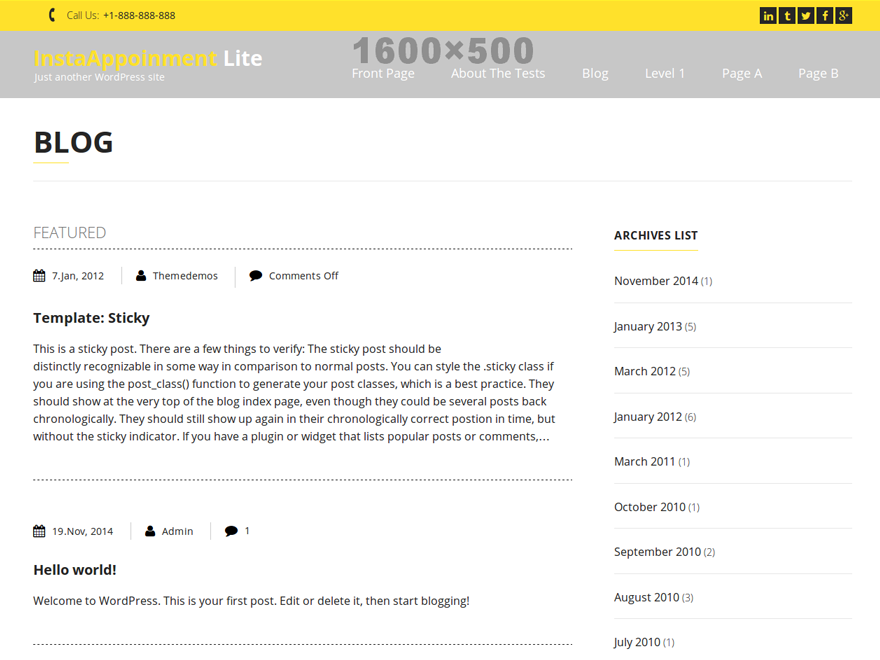 Call Us: +1-888-888-888
1600×500
InstaAppoinment Lite
Just another WordPress site
Front Page About The Tests Blog Level 1 Page A Page B
BLOG
FEATURED
7.Jan, 2012 Themedemos Comments Off
Template: Sticky
This is a sticky post. There are a few things to verify: The sticky post should be
distinctly recognizable in some way in comparison to normal posts. You can style the .sticky class if
you are using the post_class() function to generate your post classes, which is a best practice. They
should show at the very top of the blog index page, even though they could be several posts back
chronologically. They should still show up again in their chronologically correct postion in time, but
without the sticky indicator. If you have a plugin or widget that lists popular posts or comments,...
19.Nov, 2014 Admin 1
Hello world!
Welcome to WordPress. This is your first post. Edit or delete it, then start blogging!
ARCHIVES LIST
November 2014 (1)
January 2013 (5)
March 2012 (5)
January 2012 (6)
March 2011 (1)
October 2010 (1)
September 2010 (2)
August 2010 (3)
July 2010 (1)